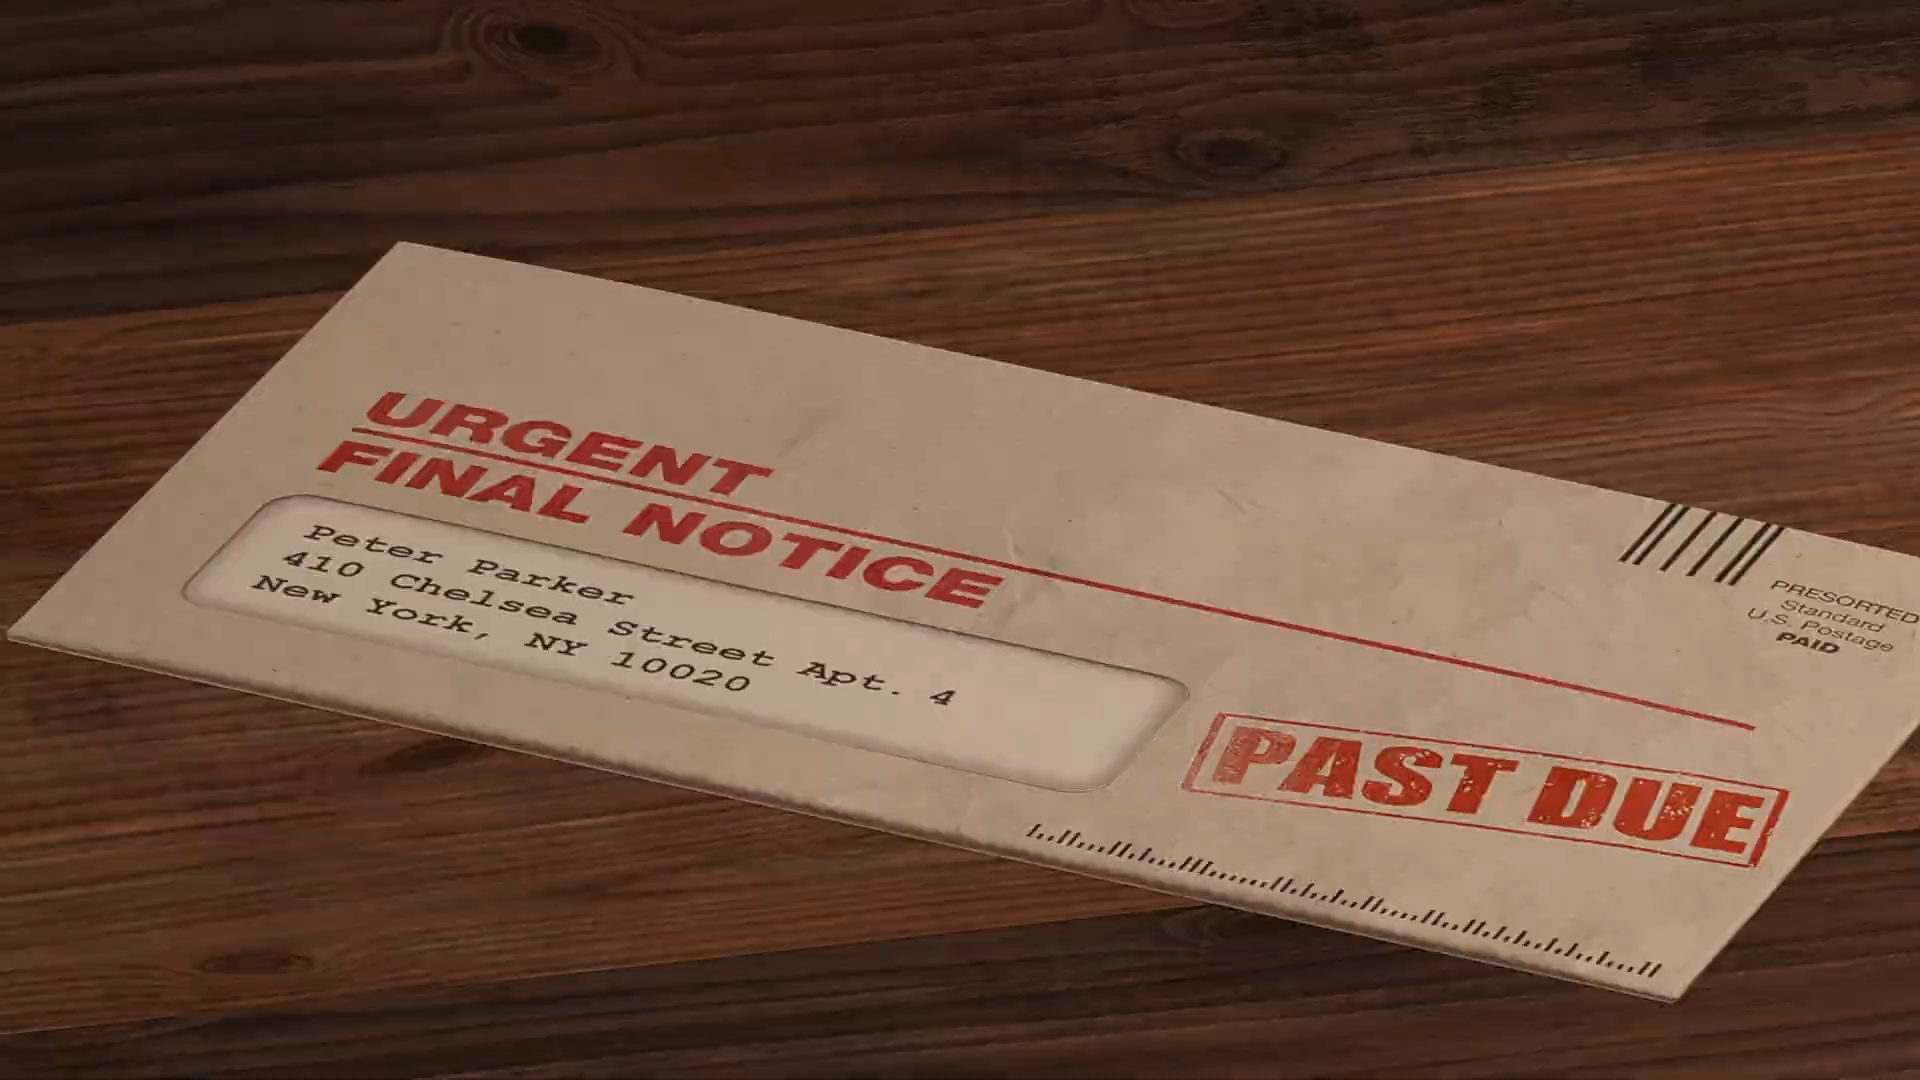 URGENT
FINAL NOTICE
Peter Parker
410 Chelsea Street Apt. 4
New York, NY 10020
PRESORTED
Standard
U.S. Postage
PAID
PAST DUE